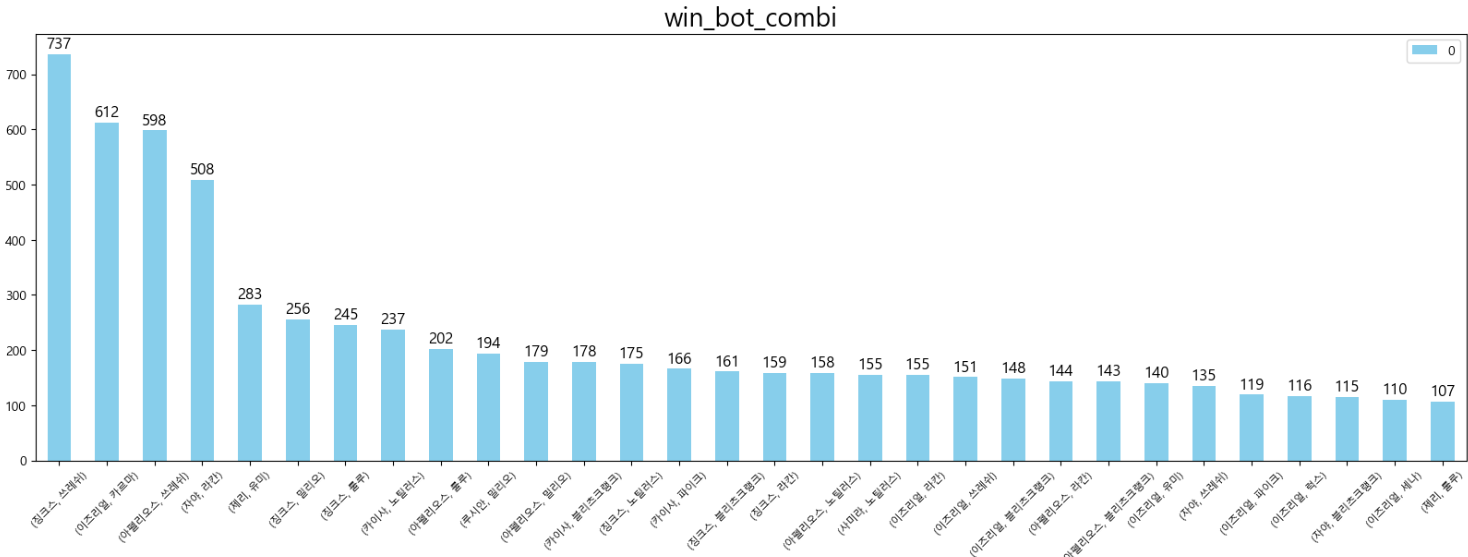 win_bot_combi
0
700
600
500
400
300
200
100
0
737
612
598
508
283
256
245
237
202
194
179
178
175
166
161
159
158
155
155
151
148
144
143
140
135
119
116
115
110
107
(징크스, 쓰레쉬)
(이즈리얼, 카르마)
(아펠리오스, 쓰레쉬)
(자야, 라칸)
(제리, 유미)
(징크스, 밀리오)
(징크스, 룰루)
(카이사, 노틸러스)
(아펠리오스, 룰루)
(루시안, 밀리오)
(아펠리오스, 밀리오)
(카이사, 블리츠크랭크)
(징크스, 노틸러스)
(카이사, 파이크)
(징크스, 블리츠크랭크)
(징크스, 라칸)
(아펠리오스, 노틸러스)
(사미라, 노틸러스)
(이즈리얼, 라칸)
(이즈리얼, 쓰레쉬)
(이즈리얼, 블리츠크랭크)
(아펠리오스, 라칸)
아펠리오스, 블리츠크랭크)
(이즈리얼, 유미)
(자야, 쓰레쉬)
(이즈리얼, 파이크)
(이즈리얼, 럭스)
(자야, 블리츠크랭크)
(이즈리얼, 세나)
(제리, 룰루)